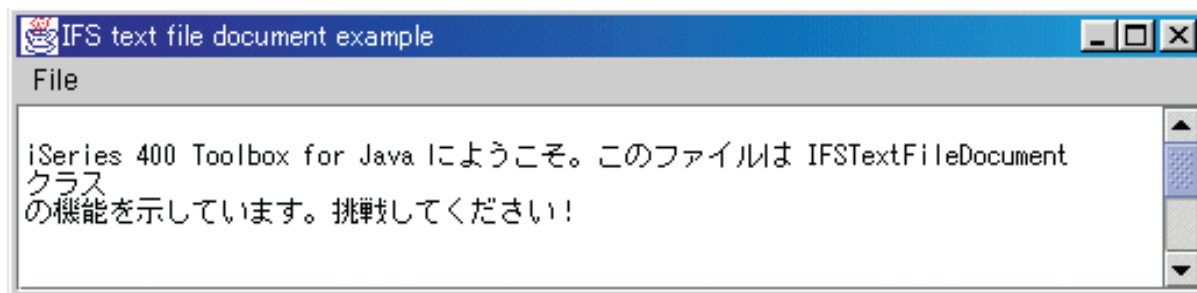 IFS text file document example
File
iSeries 400 Toolbox for Java にようこそ。このファイルは IFSTextFileDocument
クラス
の機能を示しています。挑戦してください！